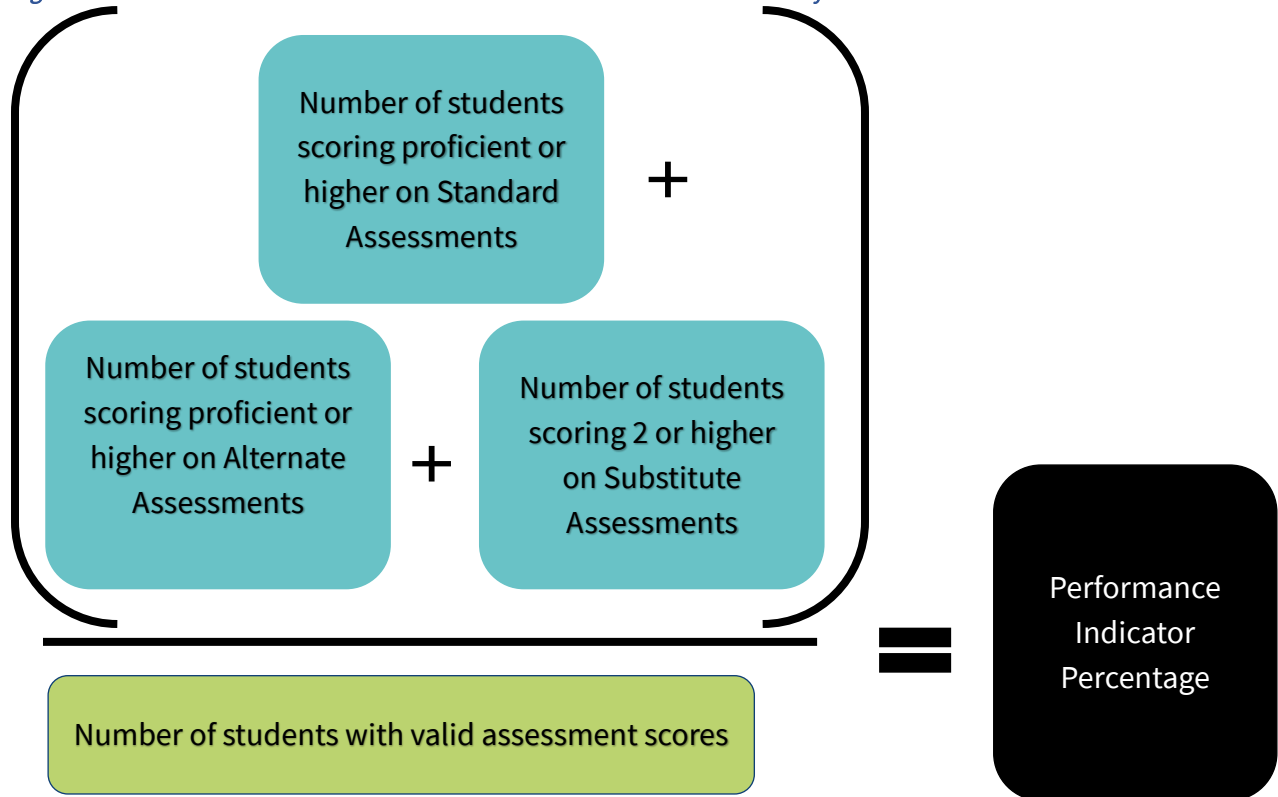 Number of students
scoring proficient or
higher on Standard
Assessments
+
Number of students
scoring proficient or
higher on Alternate
Assessments
+
Number of students
scoring 2 or higher
on Substitute
Assessments
=
Performance
Indicator
Percentage
Number of students with valid assessment scores